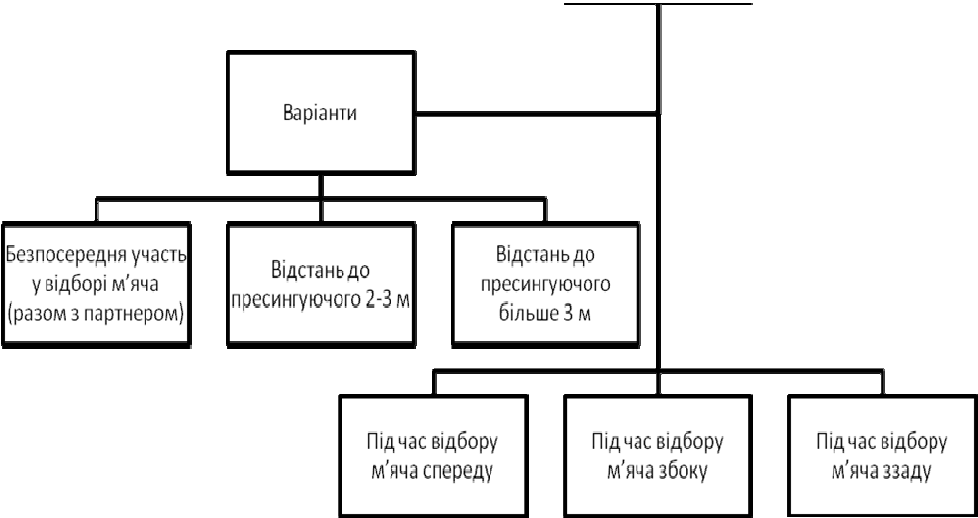 Варіанти
Безпосередня участь
у відборі м’яча
(разом з партнером)
Відстань до
пресингуючого 2-3 м
Відстань до
пресингуючого
більше 3 м
Під час відбору
м’яча спереду
Під час відбору
м’яча збоку
Під час відбору
м’яча ззаду